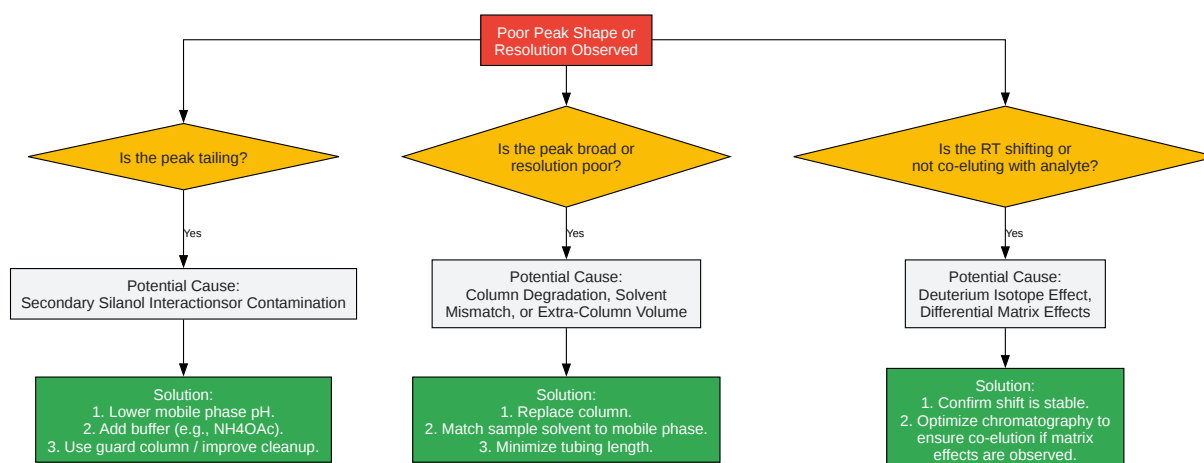 Poor Peak Shape or
Resolution Observed
Is the peak tailing?
Is the peak broad or
resolution poor?
Is the RT shifting or
not co-eluting with analyte?
Yes
Yes
Yes
Potential Cause:
Secondary Silanol Interactionsor Contamination
Potential Cause:
Column Degradation, Solvent
Mismatch, or Extra-Column Volume
Potential Cause:
Deuterium Isotope Effect,
Differential Matrix Effects
Solution:
1. Lower mobile phase pH.
2. Add buffer (e.g., NH4OAc).
3. Use guard column / improve cleanup.
Solution:
1. Replace column.
2. Match sample solvent to mobile phase.
3. Minimize tubing length.
Solution:
1. Confirm shift is stable.
2. Optimize chromatography to
ensure co-elution if matrix
effects are observed.